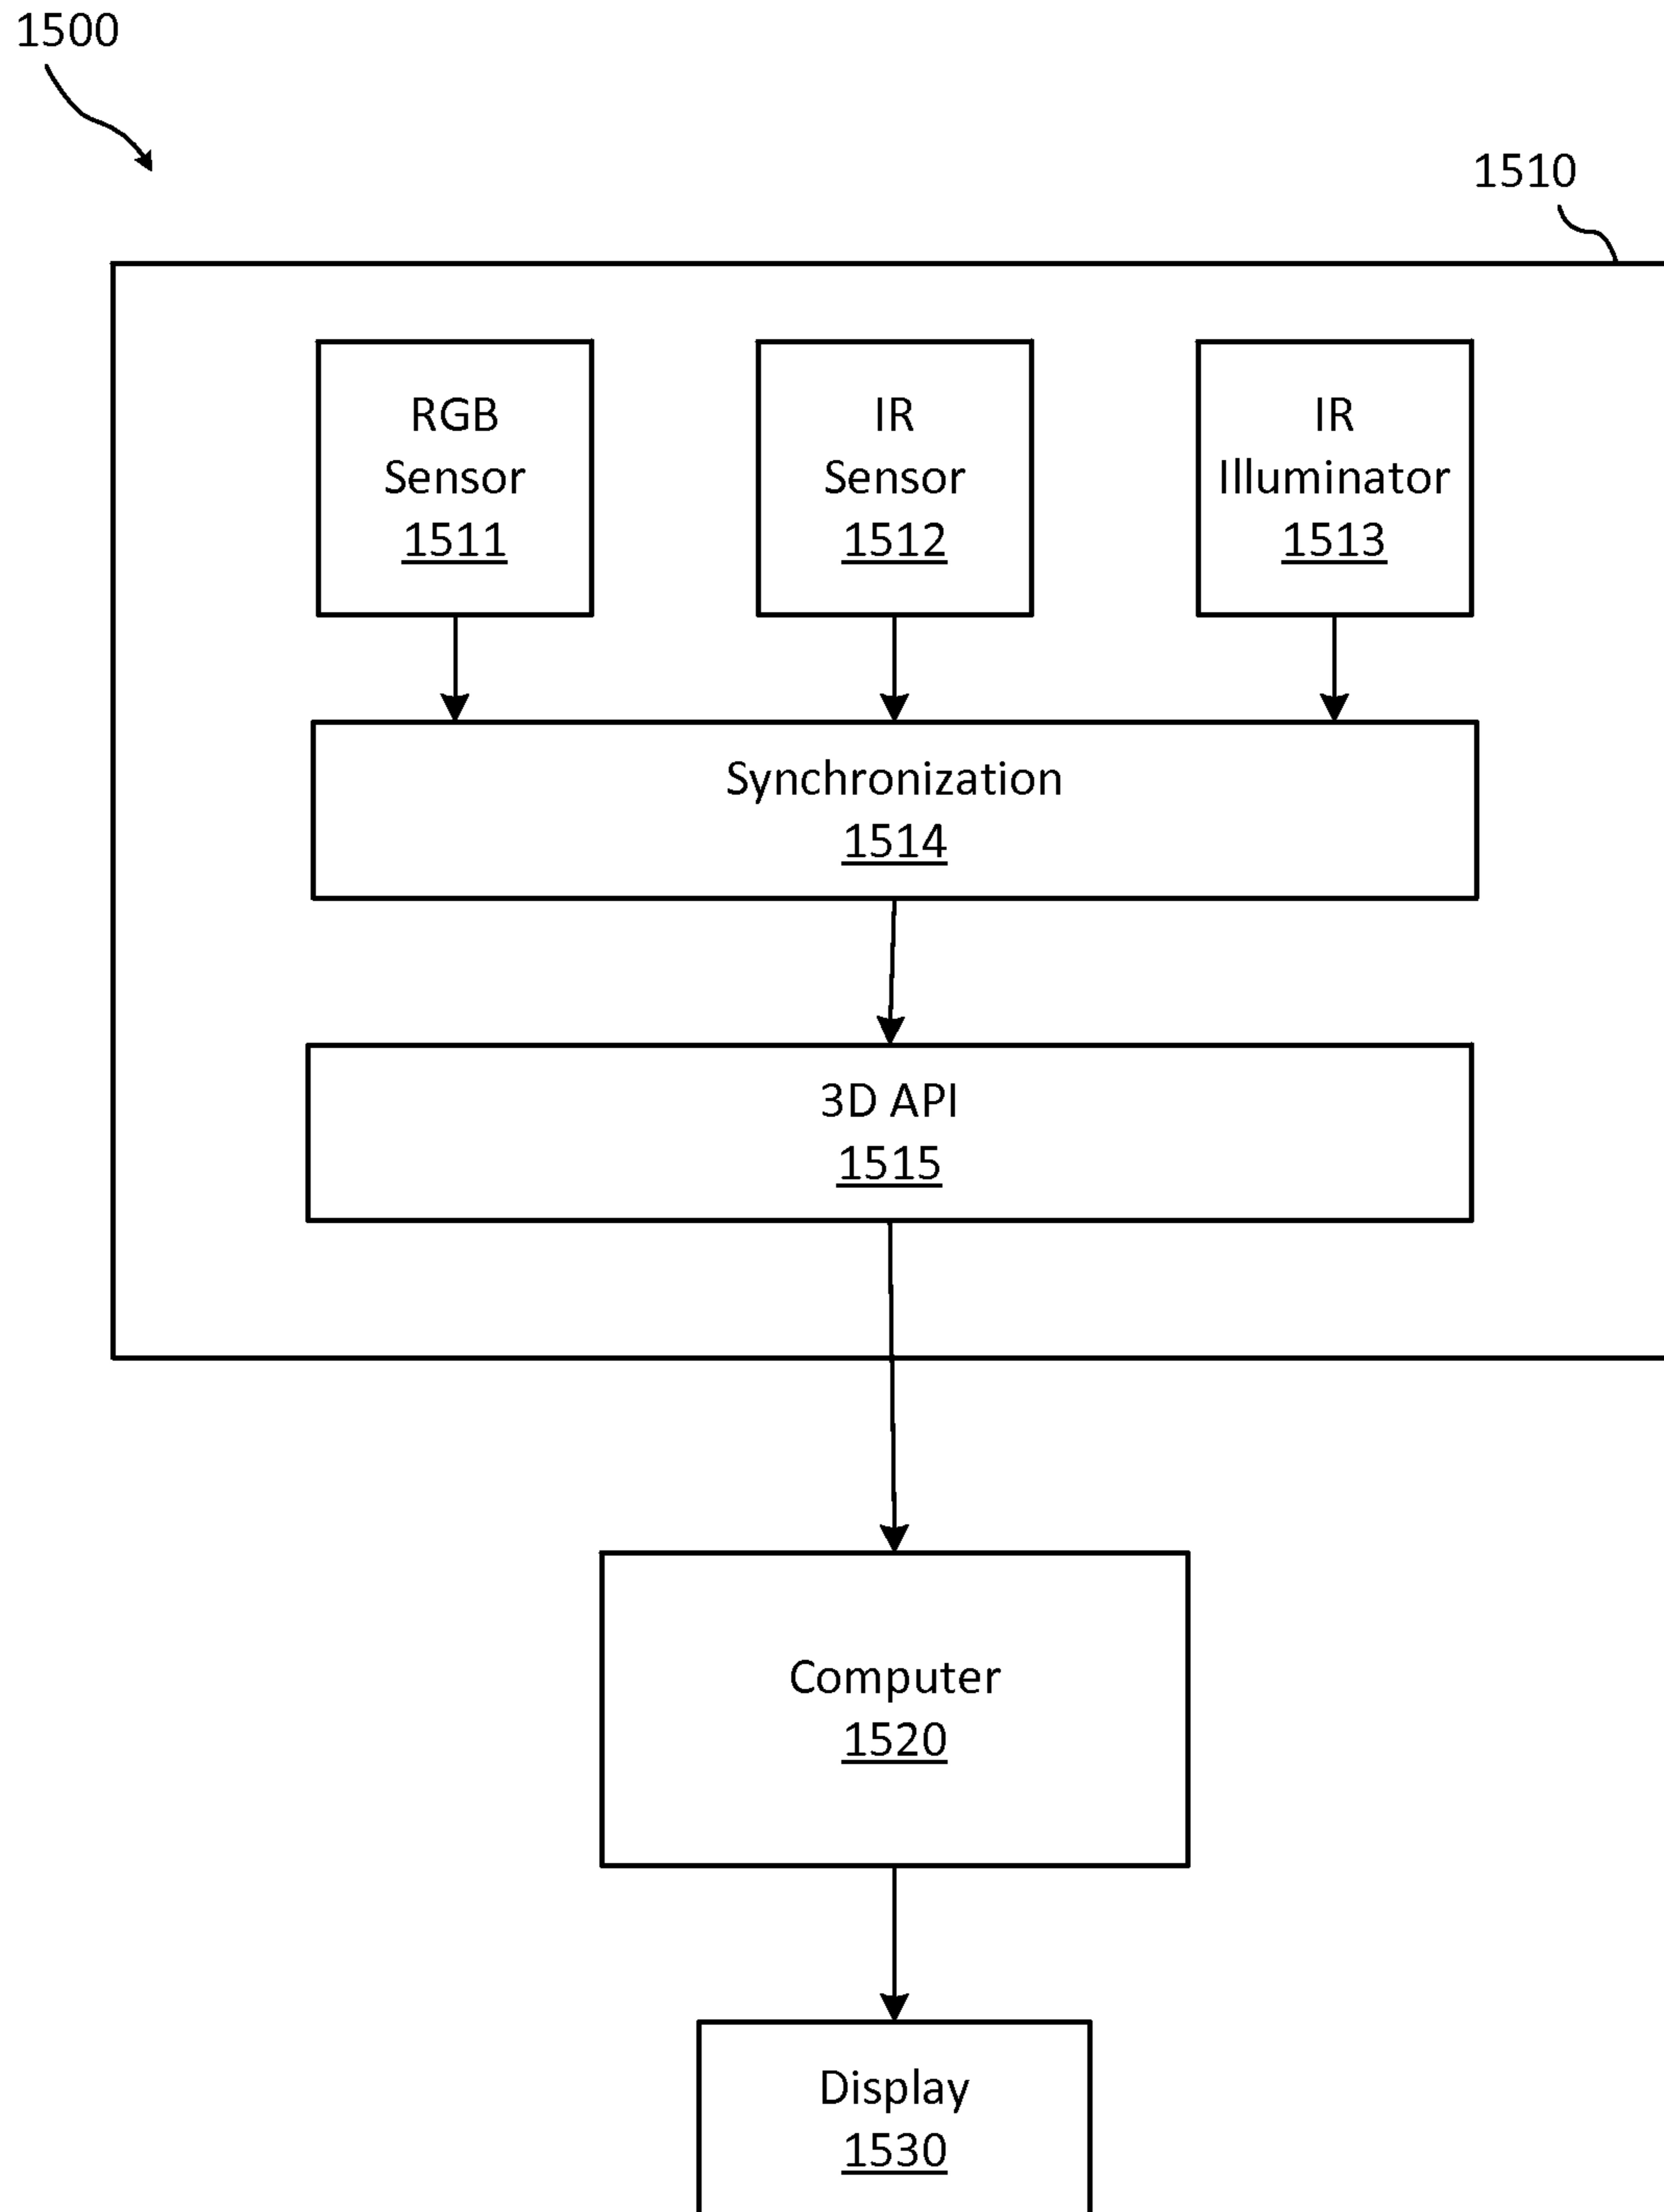 1500
1510
RGB
Sensor
1511
IR
Sensor
1512
IR
Illuminator
1513
Synchronization
1514
3D API
1515
Computer
1520
Display
1530